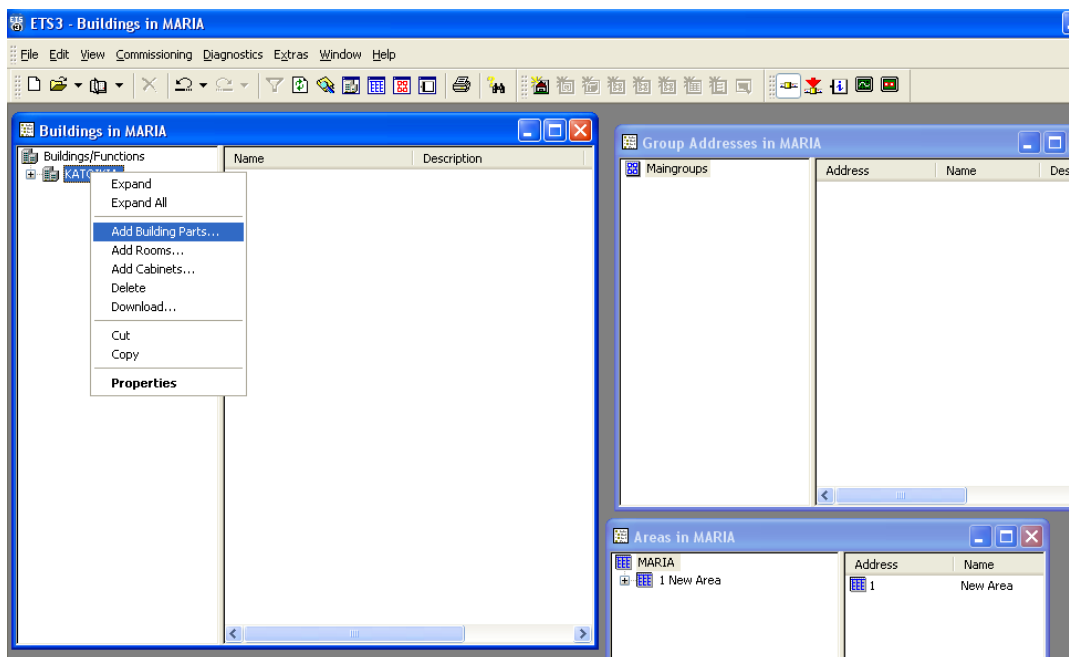 ETS3 - Buildings in MARIA
File Edit View Commissioning Diagnostics Extras Window Help
Buildings in MARIA
Buildings/Functions
Name Description
Expand
Expand All
Add Building Parts...
Add Rooms...
Add Cabinets...
Delete
Download...
Cut
Copy
Properties
Group Addresses in MARIA
Maingroups
Address Name Des
Areas in MARIA
MARIA
1 New Area
Address Name
1 New Area